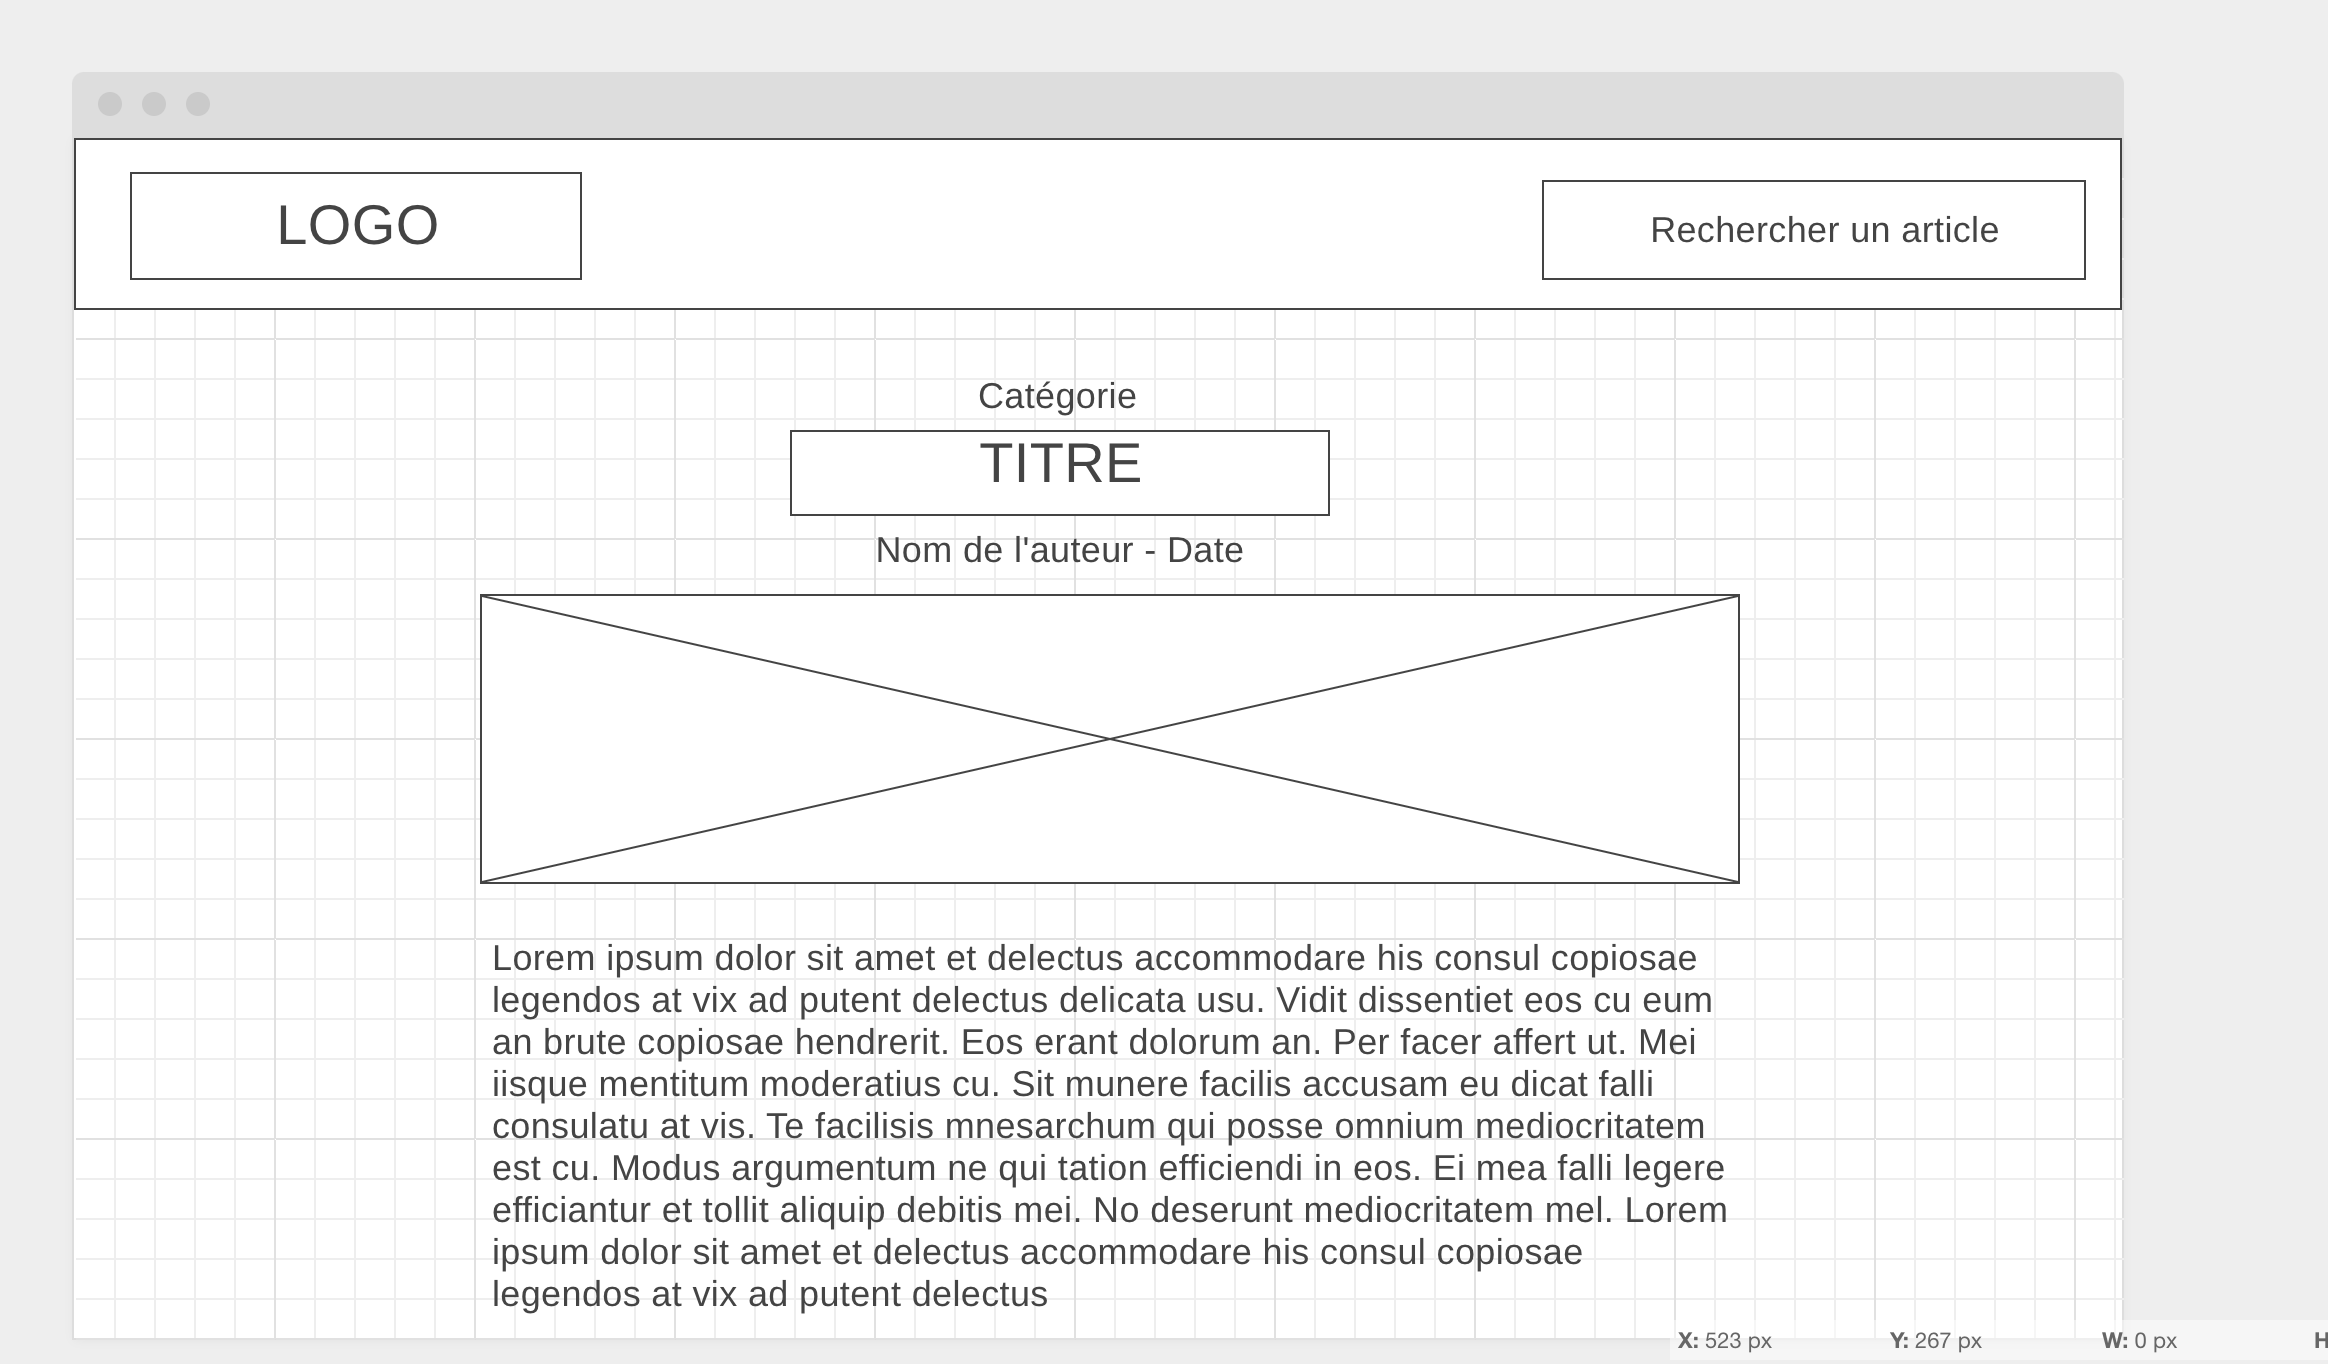 LOGO
Rechercher un article
Catégorie
TITRE
Nom de l'auteur - Date
Lorem ipsum dolor sit amet et delectus accommodare his consul copiosae
legendos at vix ad putent delectus delicata usu. Vidit dissentiet eos cu eum
an brute copiosae hendrerit. Eos erant dolorum an. Per facer affert ut. Mei
iisque mentitum moderatius cu. Sit munere facilis accusam eu dicat falli
consulatu at vis. Te facilisis mnesarchum qui posse omnium mediocritatem
est cu. Modus argumentum ne qui tation efficiendi in eos. Ei mea falli legere
efficiantur et tollit aliquip debitis mei. No deserunt mediocritatem mel. Lorem
ipsum dolor sit amet et delectus accommodare his consul copiosae
legendos at vix ad putent delectus
X: 523 px Y: 267 px W: 0 px H